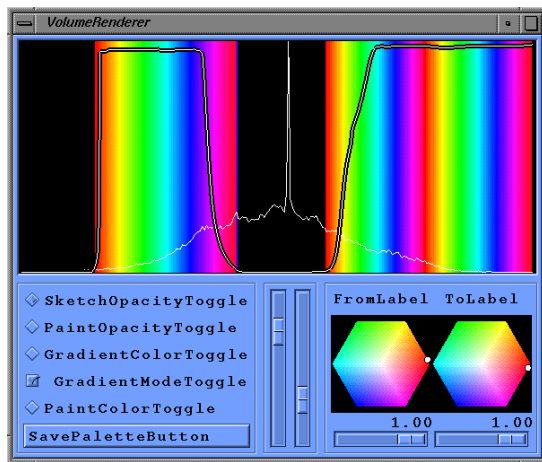 VolumeRenderer
SketchOpacityToggle
PaintOpacityToggle
GradientColorToggle
GradientModeToggle
PaintColorToggle
SavePaletteButton
FromLabel ToLabel
1.00 1.00